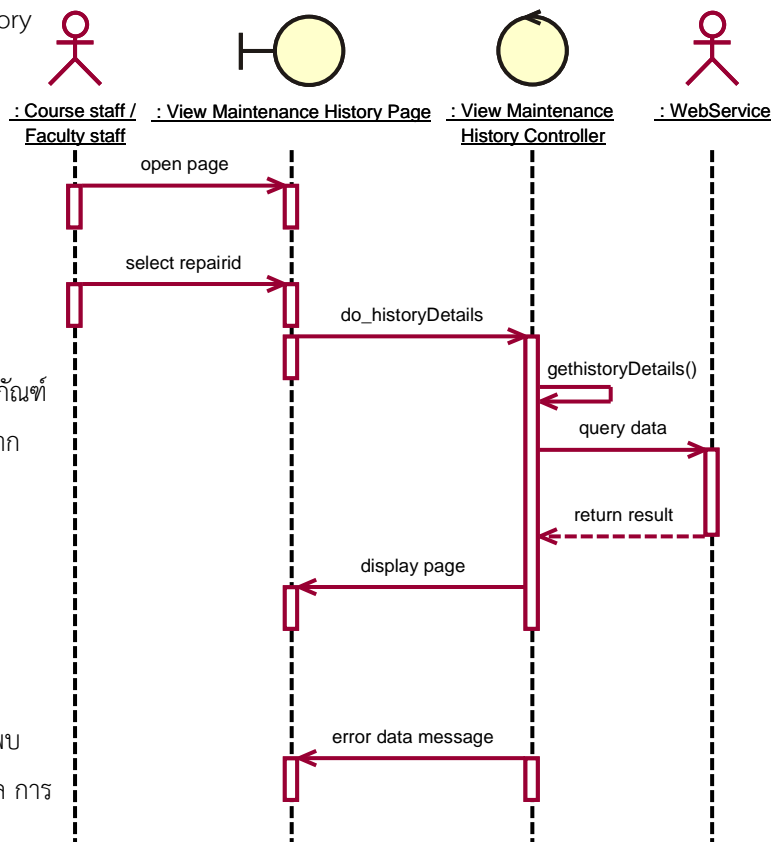 ory
: Course staff /
Faculty staff
: View Maintenance History Page
: View Maintenance
History Controller
: WebService
open page
select repairid
do_historyDetails
gethistoryDetails()
ภัณฑ์
query data
าก
return result
display page
พบ
error data message
ล การ